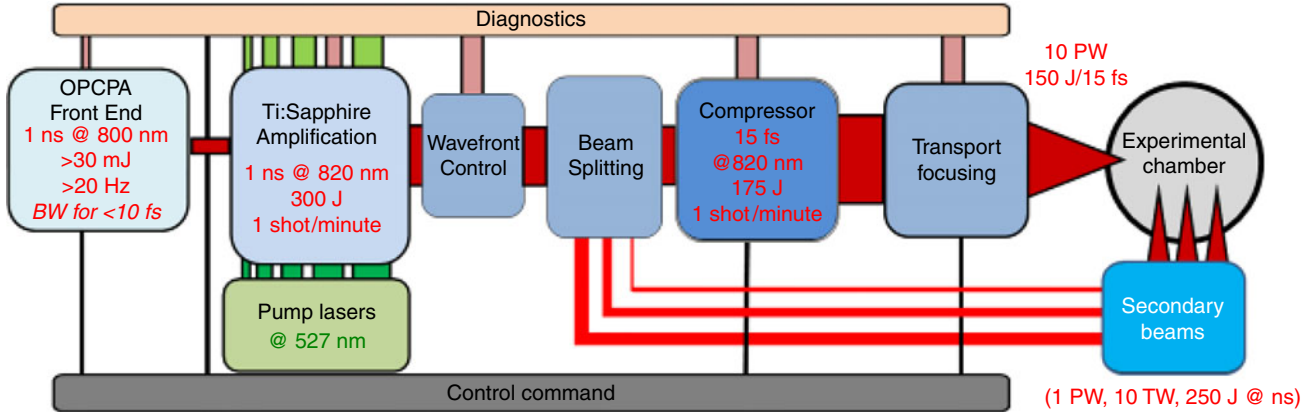 Diagnostics
OPCPA
Front End
1 ns @ 800 nm
>30 mJ
>20 Hz
BW for <10 fs
Ti:Sapphire
Amplification
1 ns @ 820 nm
300 J
1 shot/minute
Pump lasers
@ 527 nm
Wavefront
Control
Beam
Splitting
Compressor
15 fs
@820 nm
175 J
1 shot/minute
Transport
focusing
10 PW
150 J/15 fs
Experimental
chamber
Secondary
beams
(1 PW, 10 TW, 250 J @ ns)
Control command